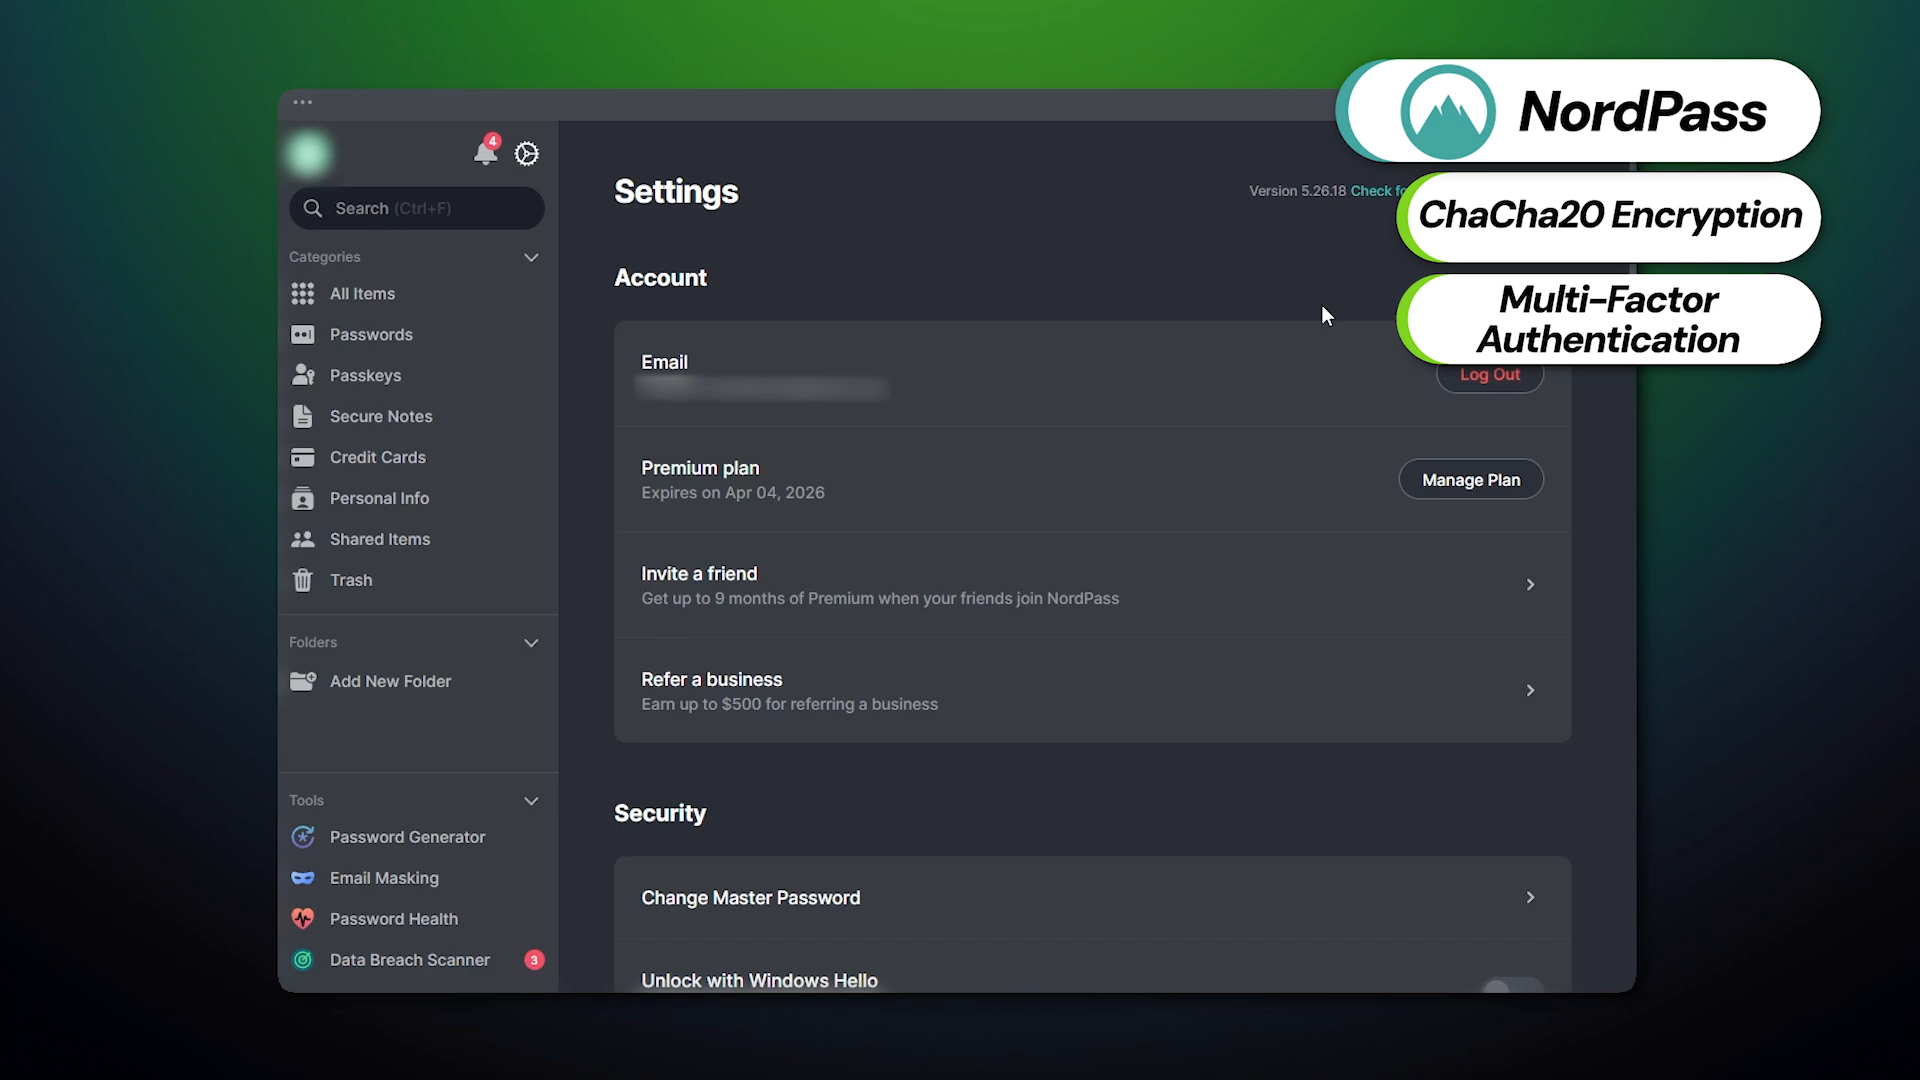 NordPass
ChaCha20 Encryption
Multi-Factor
Authentication
4
Search (Ctrl+F)
Categories
All Items
Passwords
Passkeys
Secure Notes
Credit Cards
Personal Info
Shared Items
Trash
Folders
Add New Folder
Tools
Password Generator
Email Masking
Password Health
Data Breach Scanner 3
Settings
Version 5.26.18 Check
Account
Email
Log Out
Premium plan
Expires on Apr 04, 2026
Manage Plan
Invite a friend
Get up to 9 months of Premium when your friends join NordPass
Refer a business
Earn up to $500 for referring a business
Security
Change Master Password
Unlock with Windows Hello